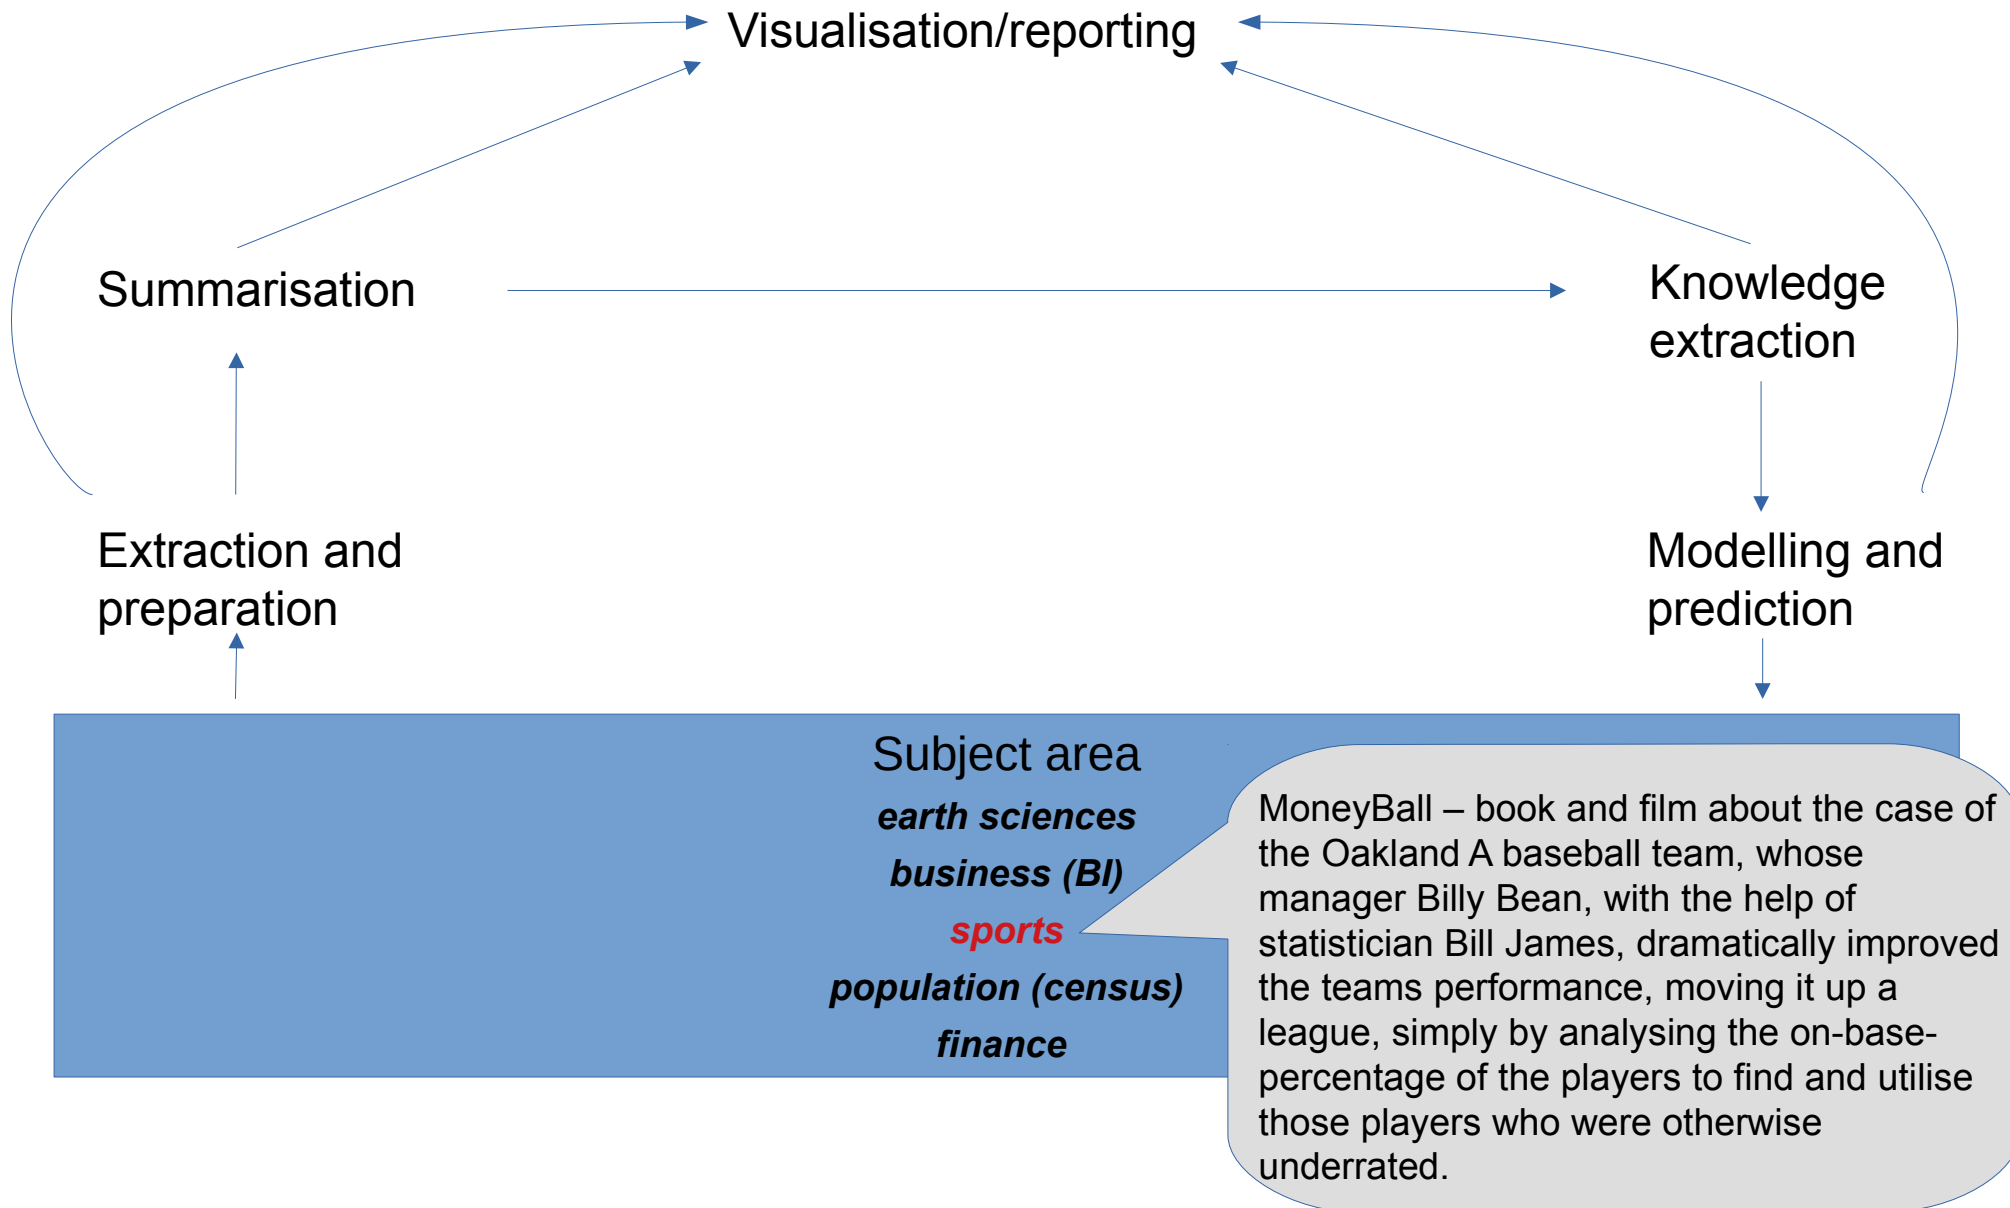 Visualisation/reporting
Summarisation
Knowledge
extraction
Extraction and
preparation
Modelling and
prediction
Subject area
earth sciences
business (BI)
sports
population (census)
finance
MoneyBall – book and film about the case of
the Oakland A baseball team, whose
manager Billy Bean, with the help of
statistician Bill James, dramatically improved
the teams performance, moving it up a
league, simply by analysing the on-base-
percentage of the players to find and utilise
those players who were otherwise
underrated.